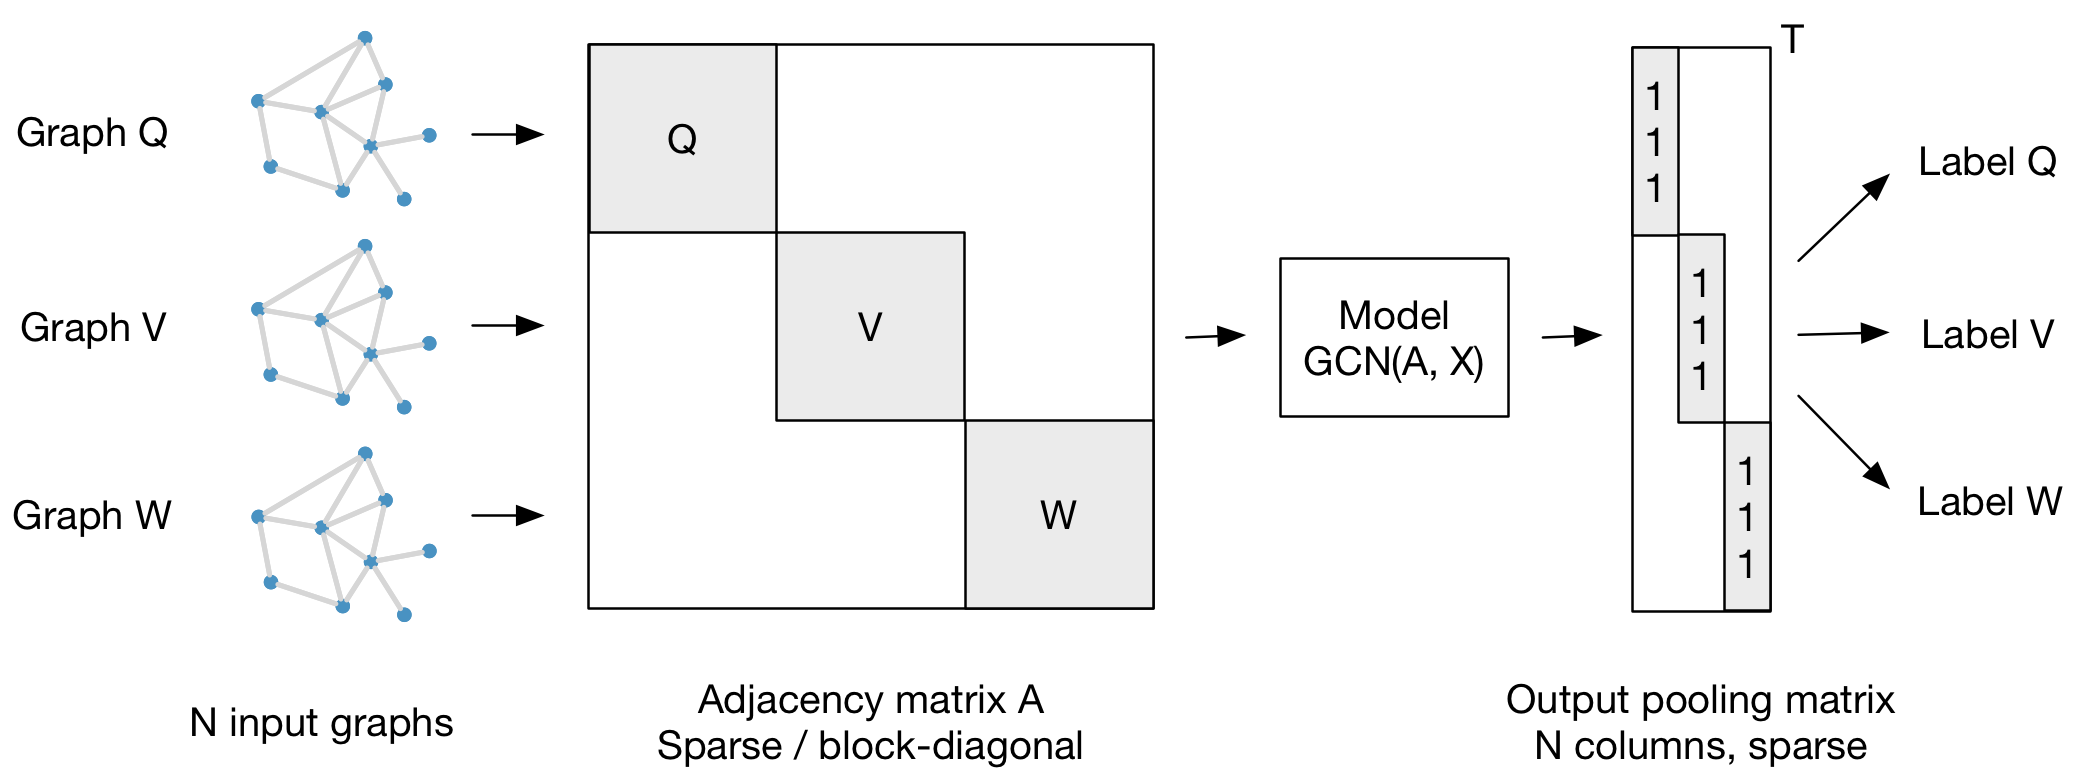 Graph Q
Graph V
Graph W
N input graphs
Q
V
W
Adjacency matrix A
Sparse / block-diagonal
Model
GCN(A, X)
T
1
1
1
1
1
1
1
1
1
Output pooling matrix
N columns, sparse
Label Q
Label V
Label W